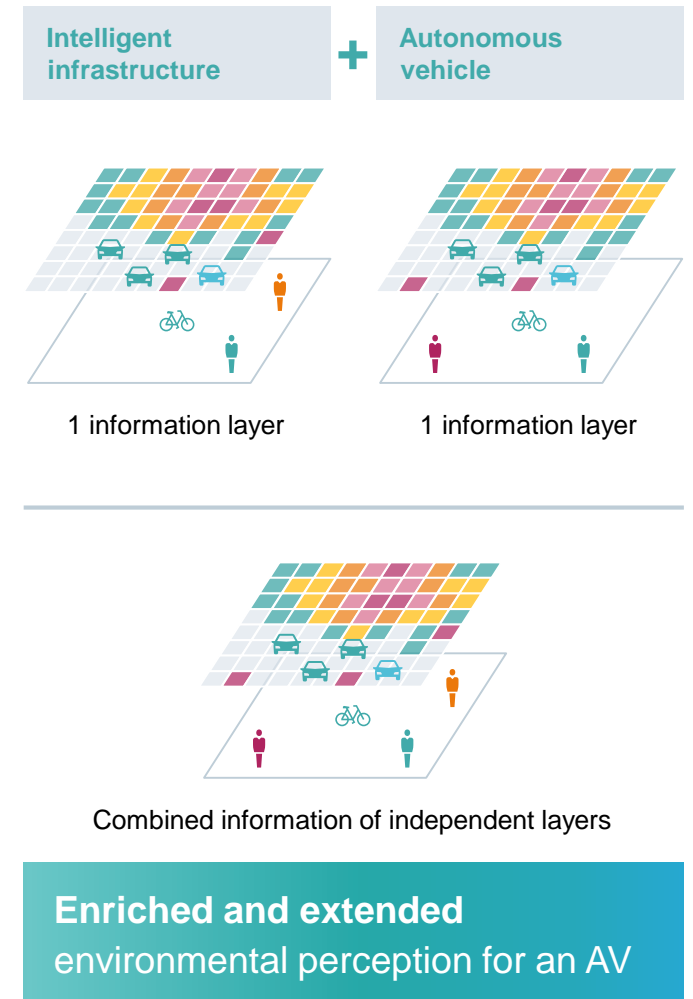 Intelligent
infrastructure
+
Autonomous
vehicle
1 information layer
1 information layer
Combined information of independent layers
Enriched and extended
environmental perception for an AV